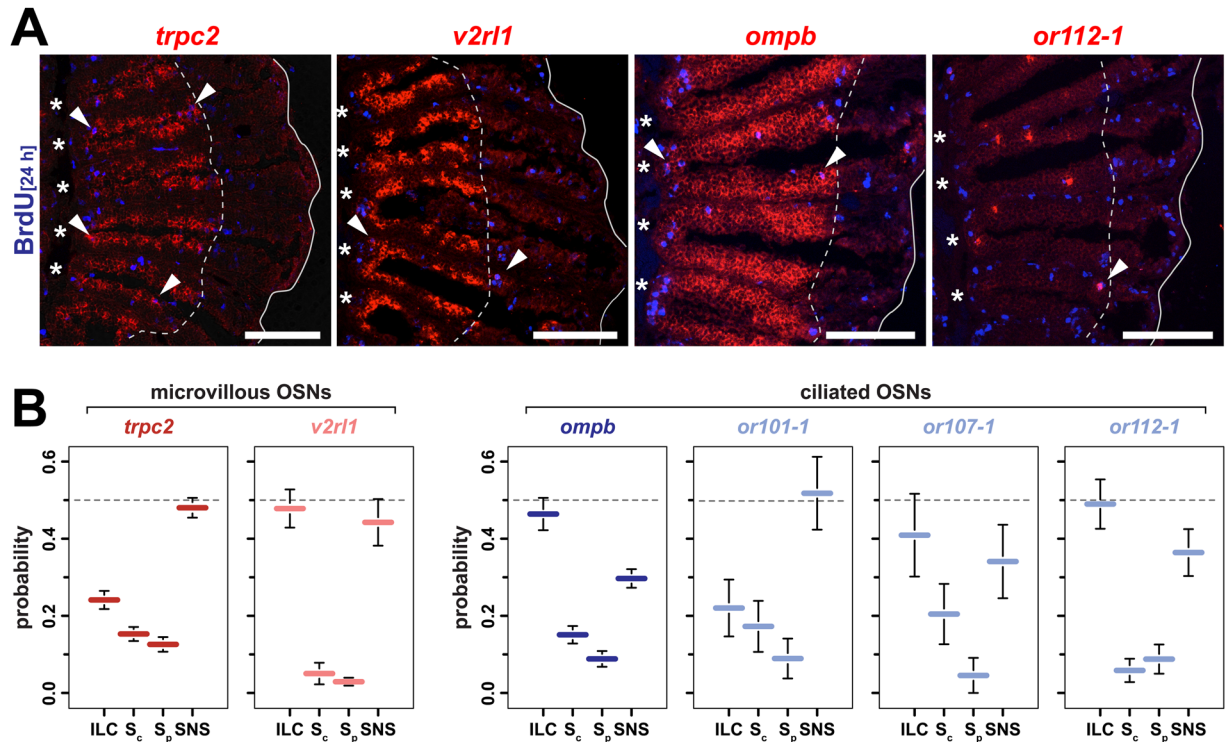 A
trpc2 v2rl1 ompb or112-1
BrdU[24 h]
* * * * * * * * * * * * * * * *
B
microvillous OSNs ciliated OSNs
trpc2 v2rl1 ompb or101-1 or107-1 or112-1
probability probability
0.6 0.6
0.4 0.4
0.2 0.2
0.0 0.0
ILC Sc Sp SNS ILC Sc Sp SNS ILC Sc Sp SNS ILC Sc Sp SNS ILC Sc Sp SNS ILC Sc Sp SNS